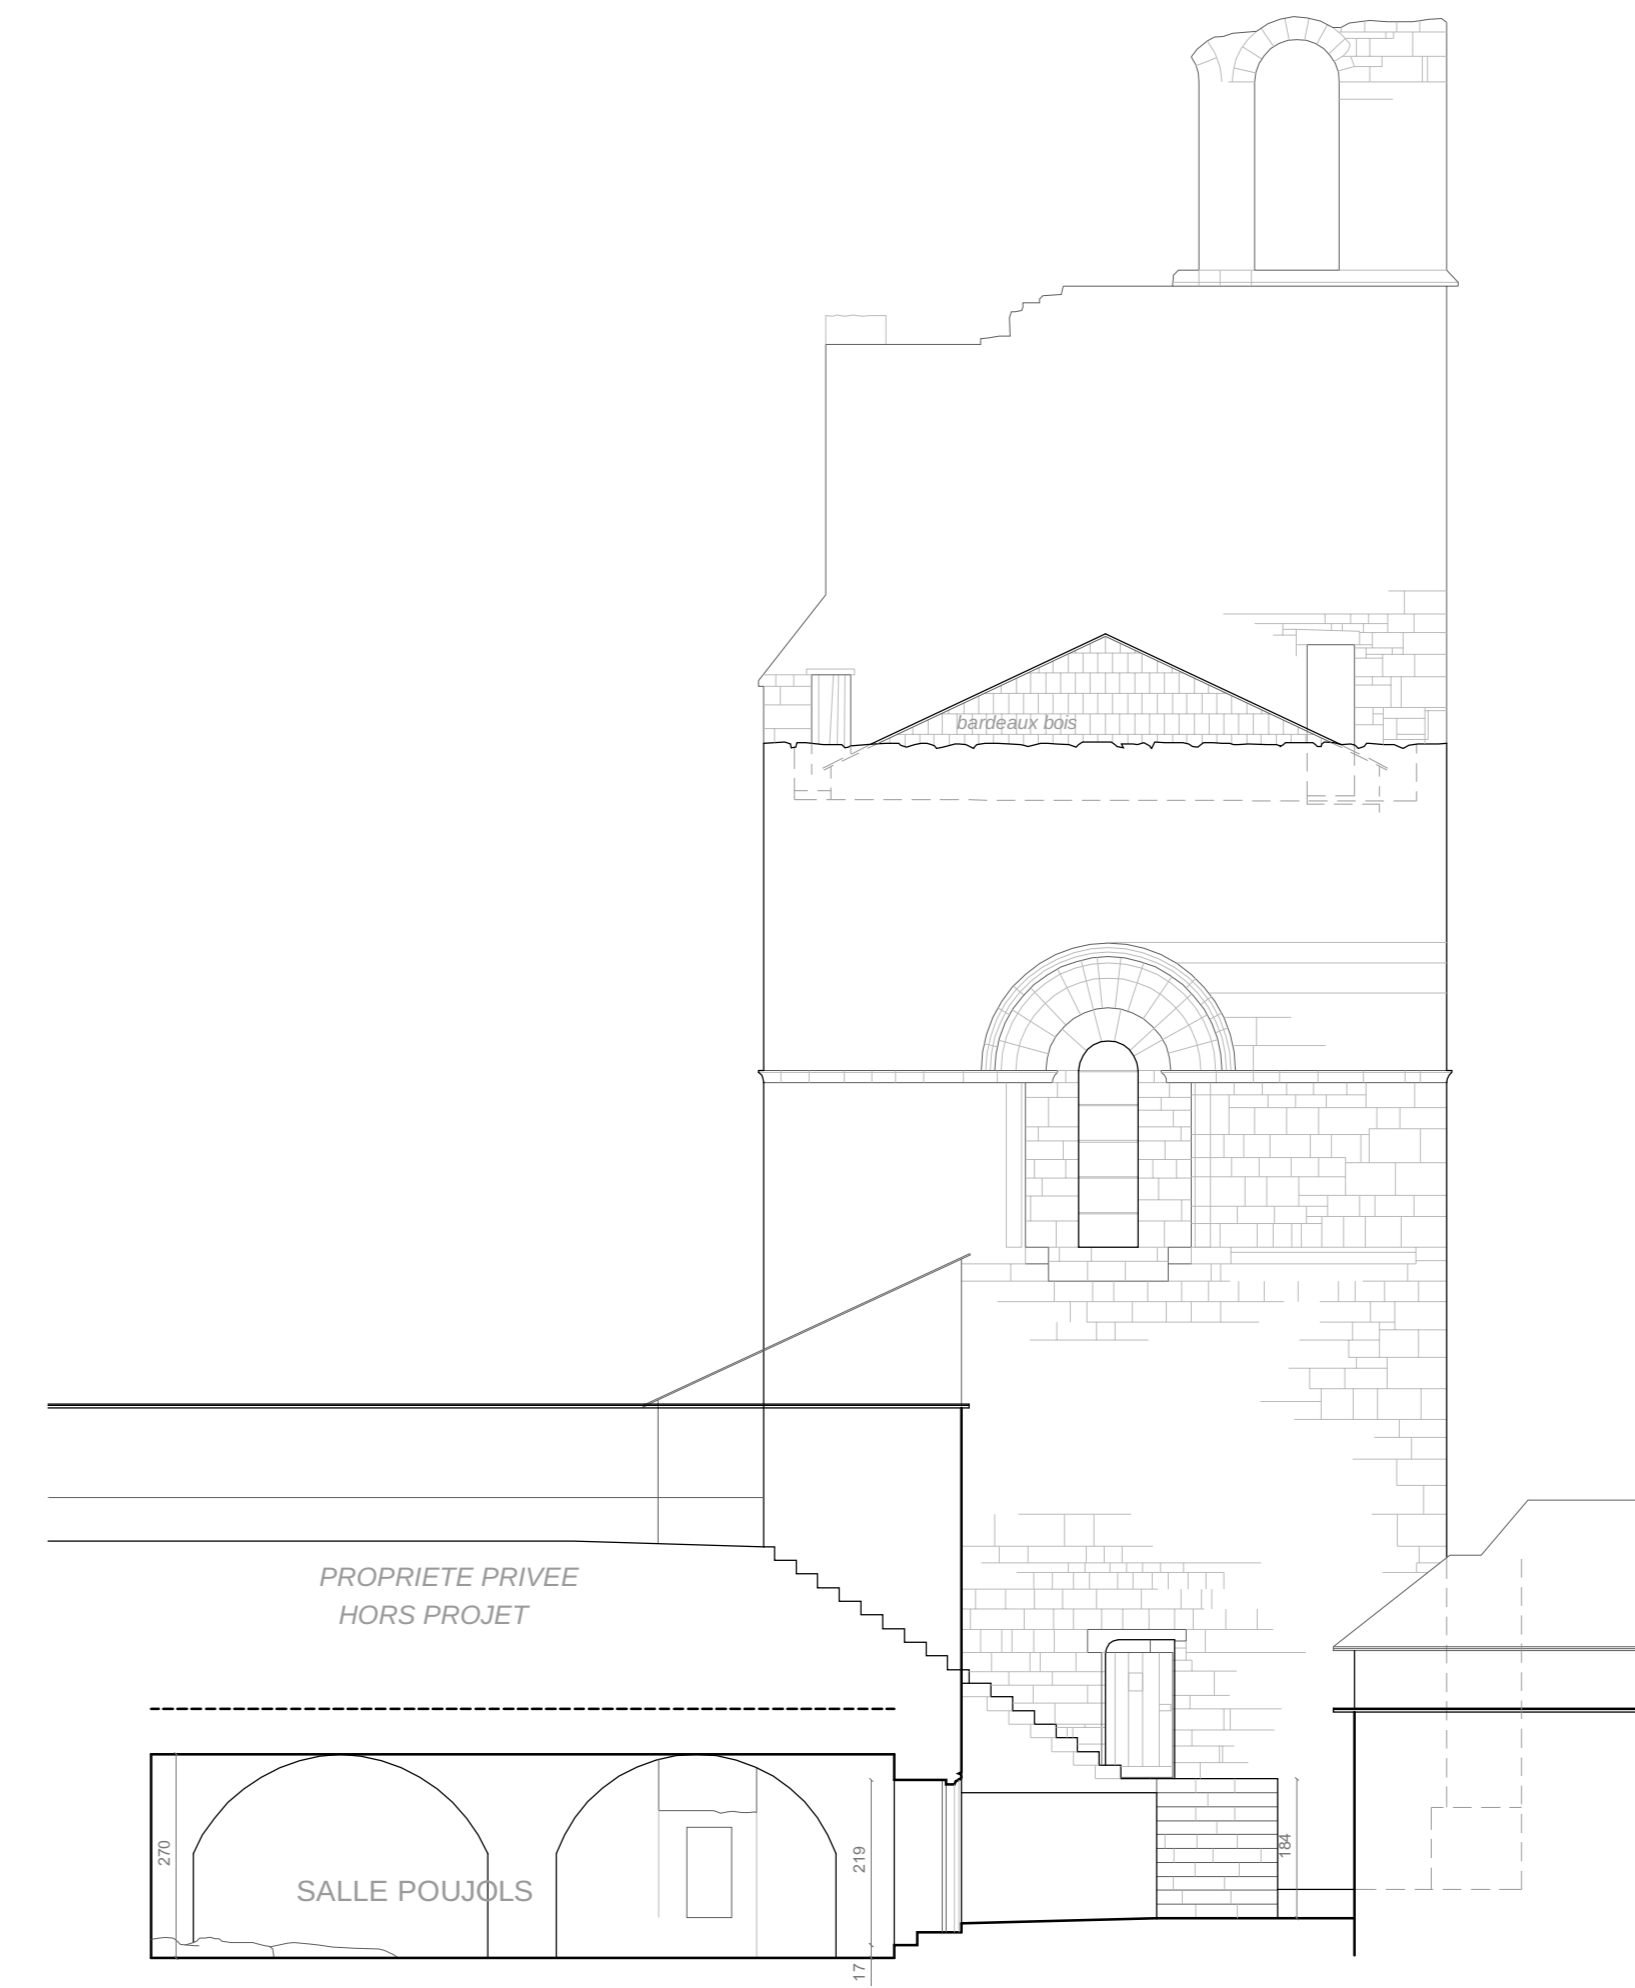 bardeaux bois
PROPRIETE PRIVEE
HORS PROJET
270
SALLE POUJOLS
219
184
17